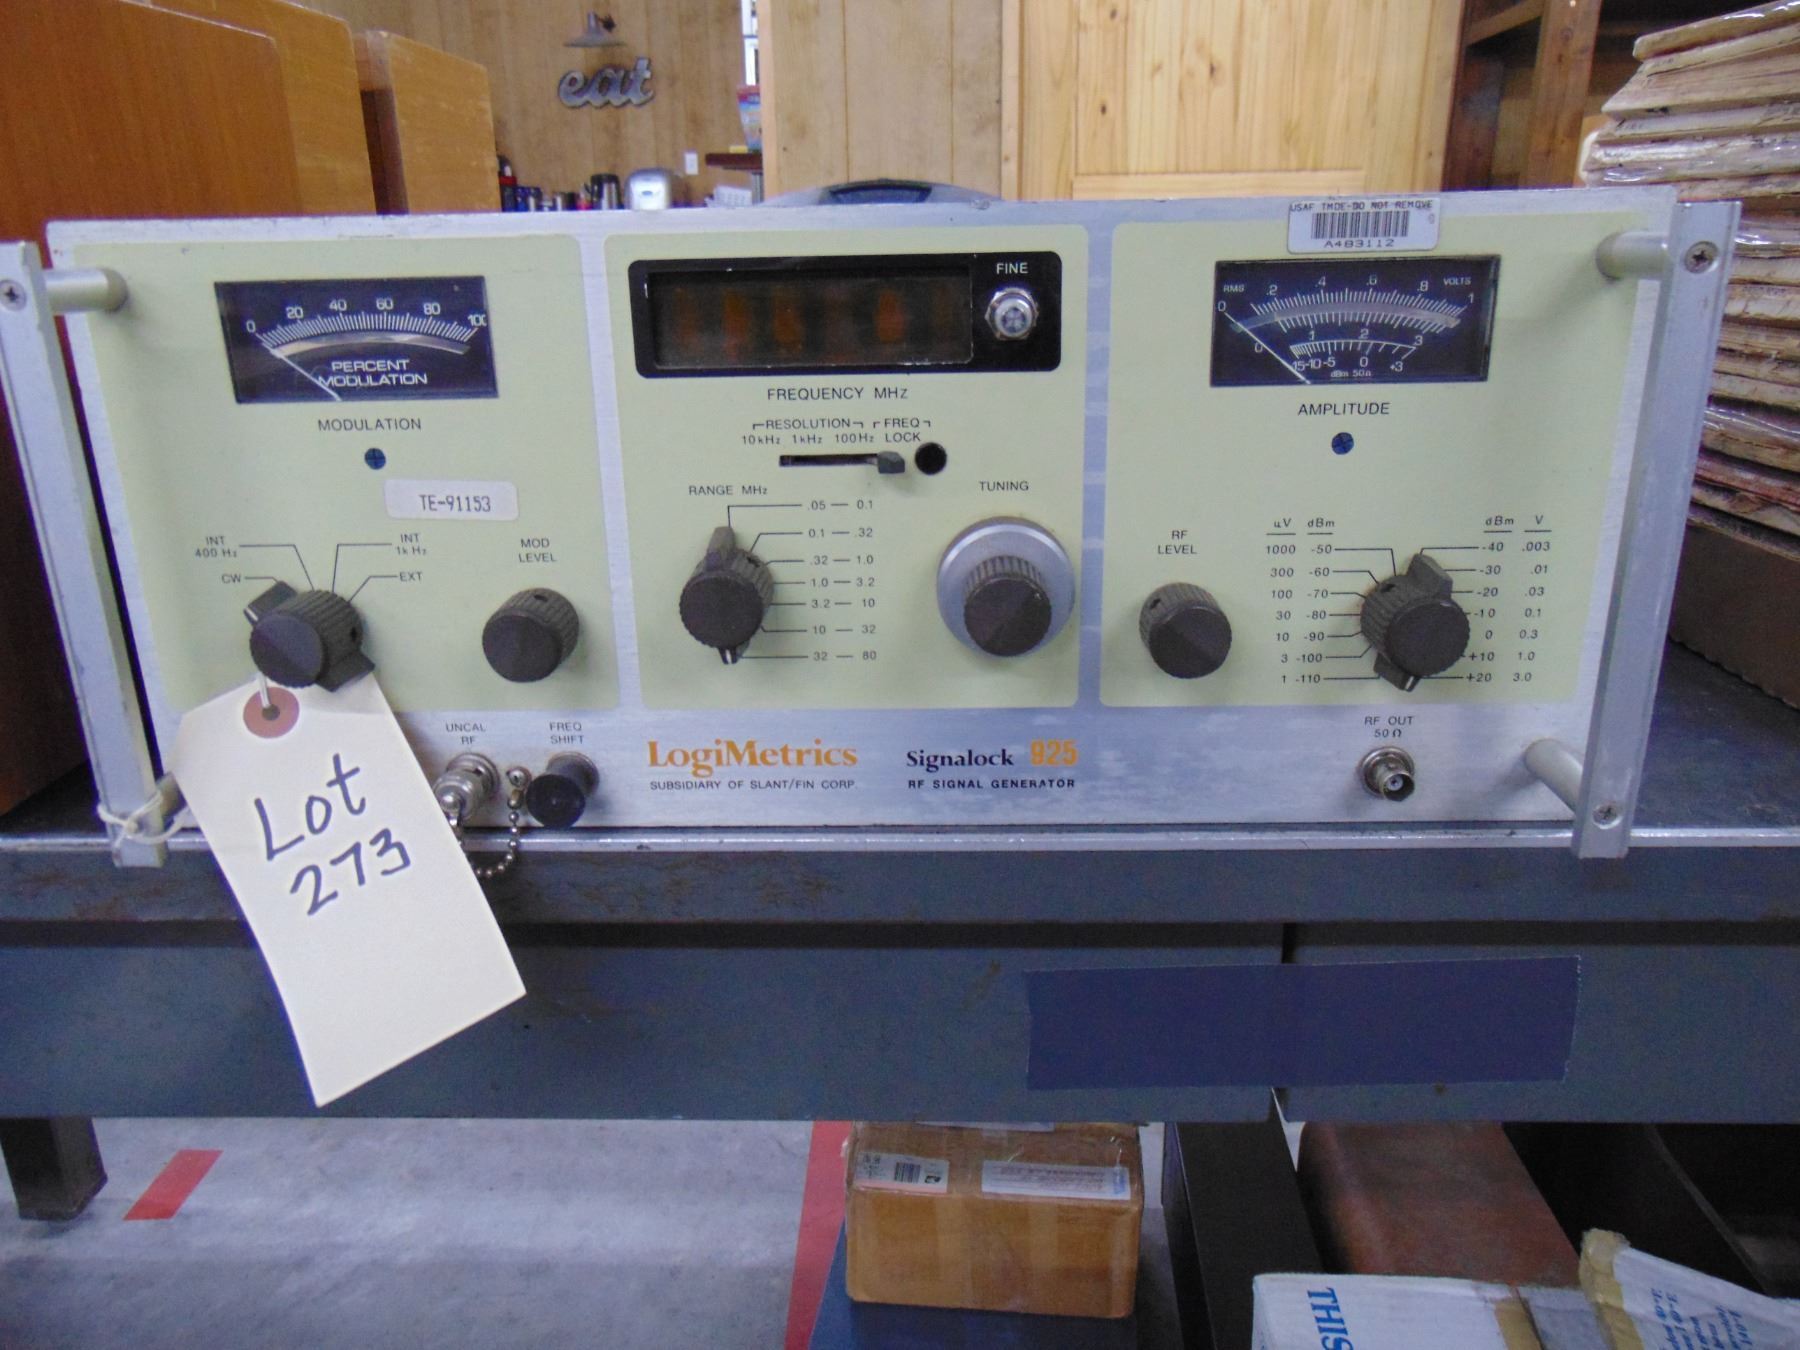 eat
USAF TMDE-DO NOT REMOVE
A483112
0 20 40 60 80 100
PERCENT
MODULATION
MODULATION
TE-91153
INT
400 Hz
INT
1k Hz
CW
EXT
MOD
LEVEL
FINE
FREQUENCY MHz
RESOLUTION FREQ
10kHz 1kHz 100Hz LOCK
RANGE MHz
TUNING
.05 — 0.1
0.1 — .32
.32 — 1.0
1.0 — 3.2
3.2 — 10
10 — 32
32 — 80
RMS VOLTS
0 .2 .4 .6 .8 1
0 1 2 3
15-10-5 0 +3
dBm 50Ω
AMPLITUDE
RF
LEVEL
µV dBm dBm V
1000 -50 -40 .003
300 -60 -30 .01
100 -70 -20 .03
30 -80 -10 0.1
10 -90 0 0.3
3 -100 +10 1.0
1 -110 +20 3.0
UNCAL
RF
FREQ
SHIFT
LogiMetrics
SUBSIDIARY OF SLANT/FIN CORP.
Signalock 925
RF SIGNAL GENERATOR
RF OUT
50 Ω
Lot
273
THIS